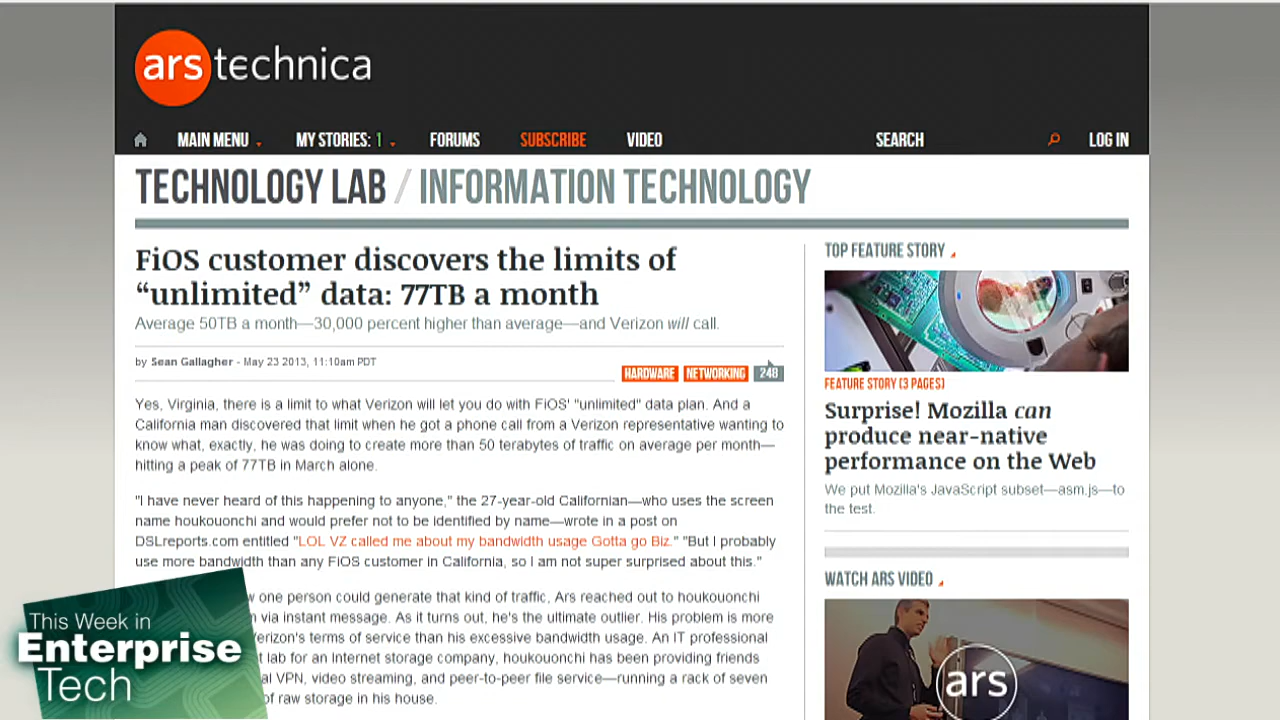 ars technica
MAIN MENU
MY STORIES: 1
FORUMS
SUBSCRIBE
VIDEO
SEARCH
LOG IN
TECHNOLOGY LAB / INFORMATION TECHNOLOGY
FiOS customer discovers the limits of
“unlimited” data: 77TB a month
Average 50TB a month—30,000 percent higher than average—and Verizon will call.
by Sean Gallagher - May 23 2013, 11:10am PDT
HARDWARE NETWORKING 248
Yes, Virginia, there is a limit to what Verizon will let you do with FiOS' "unlimited" data plan. And a
California man discovered that limit when he got a phone call from a Verizon representative wanting to
know what, exactly, he was doing to create more than 50 terabytes of traffic on average per month—
hitting a peak of 77TB in March alone.
"I have never heard of this happening to anyone," the 27-year-old Californian—who uses the screen
name houkouonchi and would prefer not to be identified by name—wrote in a post on
DSLreports.com entitled "LOL VZ called me about my bandwidth usage Gotta go Biz." "But I probably
use more bandwidth than any FiOS customer in California, so I am not super surprised about this."
one person could generate that kind of traffic, Ars reached out to houkouonchi
via instant message. As it turns out, he's the ultimate outlier. His problem is more
Verizon's terms of service than his excessive bandwidth usage. An IT professional
lab for an Internet storage company, houkouonchi has been providing friends
VPN, video streaming, and peer-to-peer file service—running a rack of seven
of raw storage in his house.
TOP FEATURE STORY
FEATURE STORY (3 PAGES)
Surprise! Mozilla can
produce near-native
performance on the Web
We put Mozilla's JavaScript subset—asm.js—to
the test.
WATCH ARS VIDEO
ars
This Week in
Enterprise
Tech